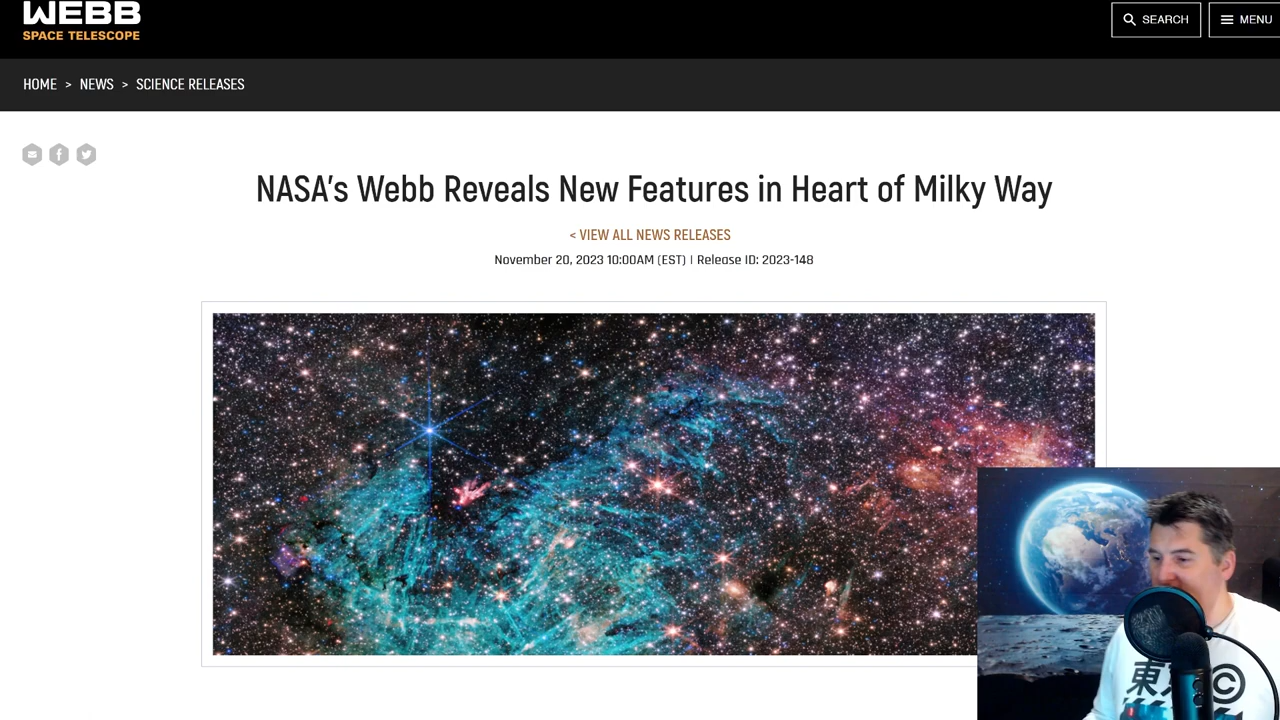 WEBB
SPACE TELESCOPE
SEARCH
MENU
HOME > NEWS > SCIENCE RELEASES
NASA's Webb Reveals New Features in Heart of Milky Way
< VIEW ALL NEWS RELEASES
November 20, 2023 10:00AM (EST) | Release ID: 2023-148
東
©